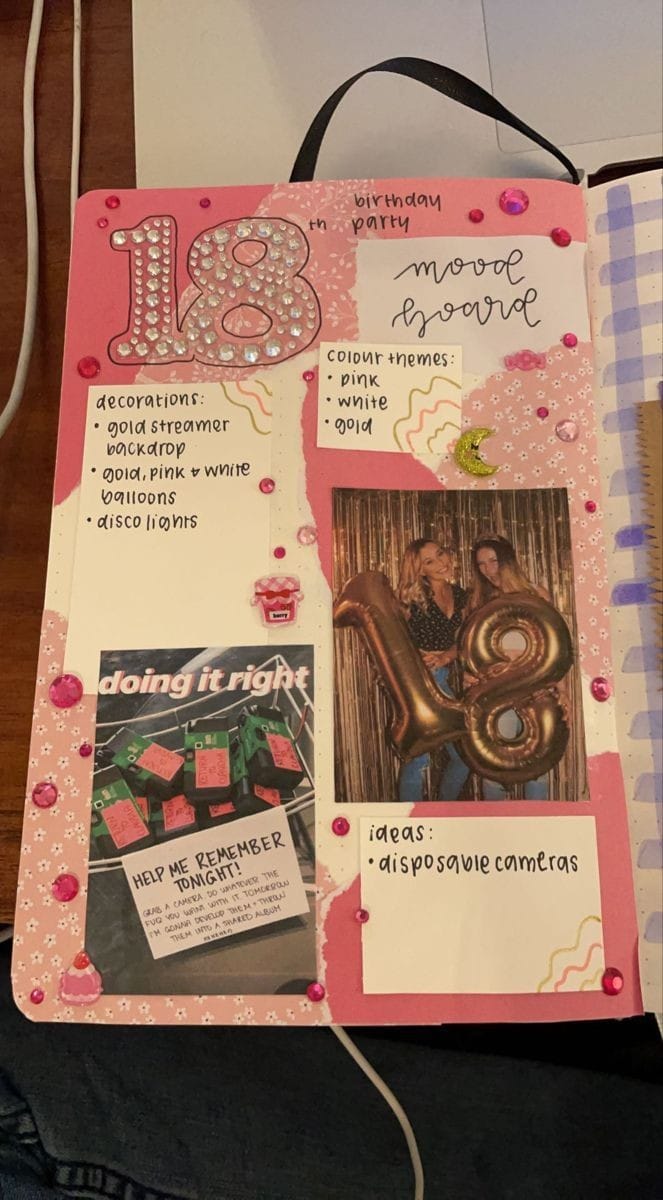 18th birthday
party
mood
board
colour themes:
• pink
• white
• gold
decorations:
• gold streamer
backdrop
• gold, pink & white
balloons
• disco lights
berry
18
doing it right
HELP ME REMEMBER
TONIGHT!
GRAB A CAMERA. DO WHATEVER THE
FUQ YOU WANT WITH IT TOMORROW
I'M GONNA DEVELOP THEM + THROW
THEM INTO A SHARED ALBUM
ideas:
• disposable cameras